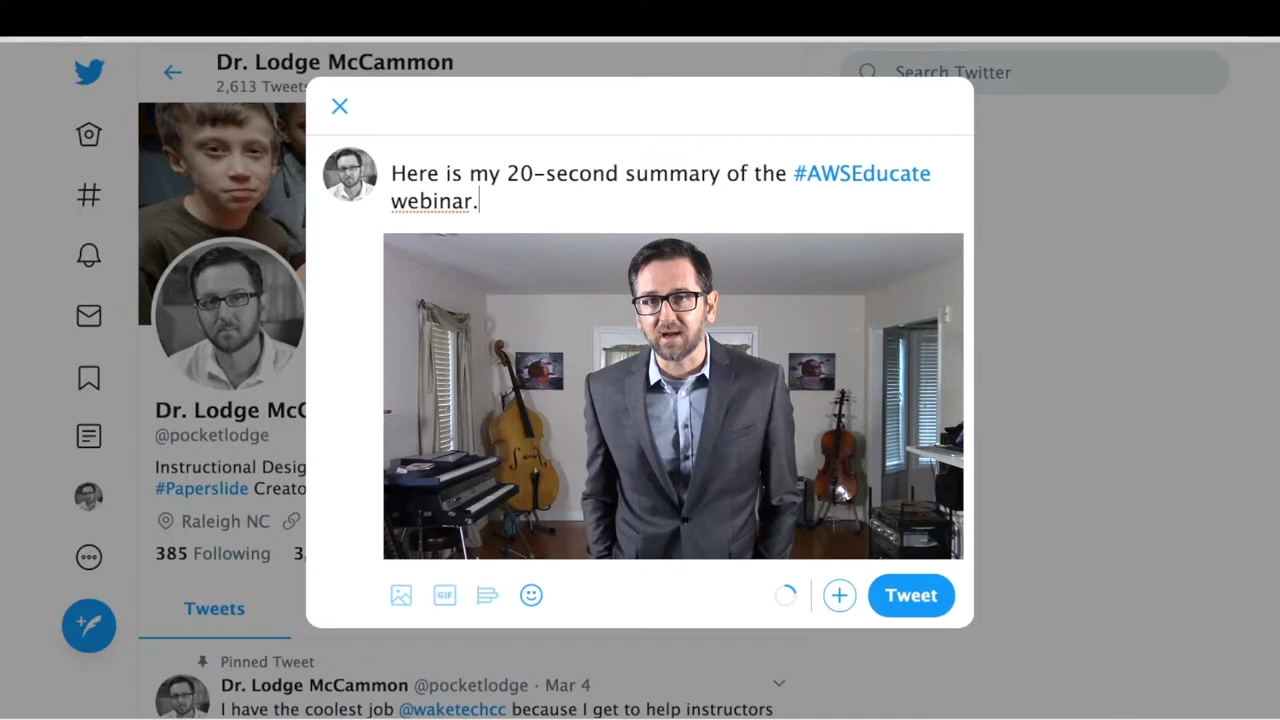 Dr. Lodge McCammon
2,613 Tweets
Search Twitter
Here is my 20-second summary of the #AWSEducate
webinar.
Dr. Lodge McC
@pocketlodge
Instructional Desig
#Paperslide Creato
Raleigh NC
385 Following 3,
GIF
Tweet
Tweets
Pinned Tweet
Dr. Lodge McCammon @pocketlodge · Mar 4
I have the coolest job @waketechcc because I get to help instructors